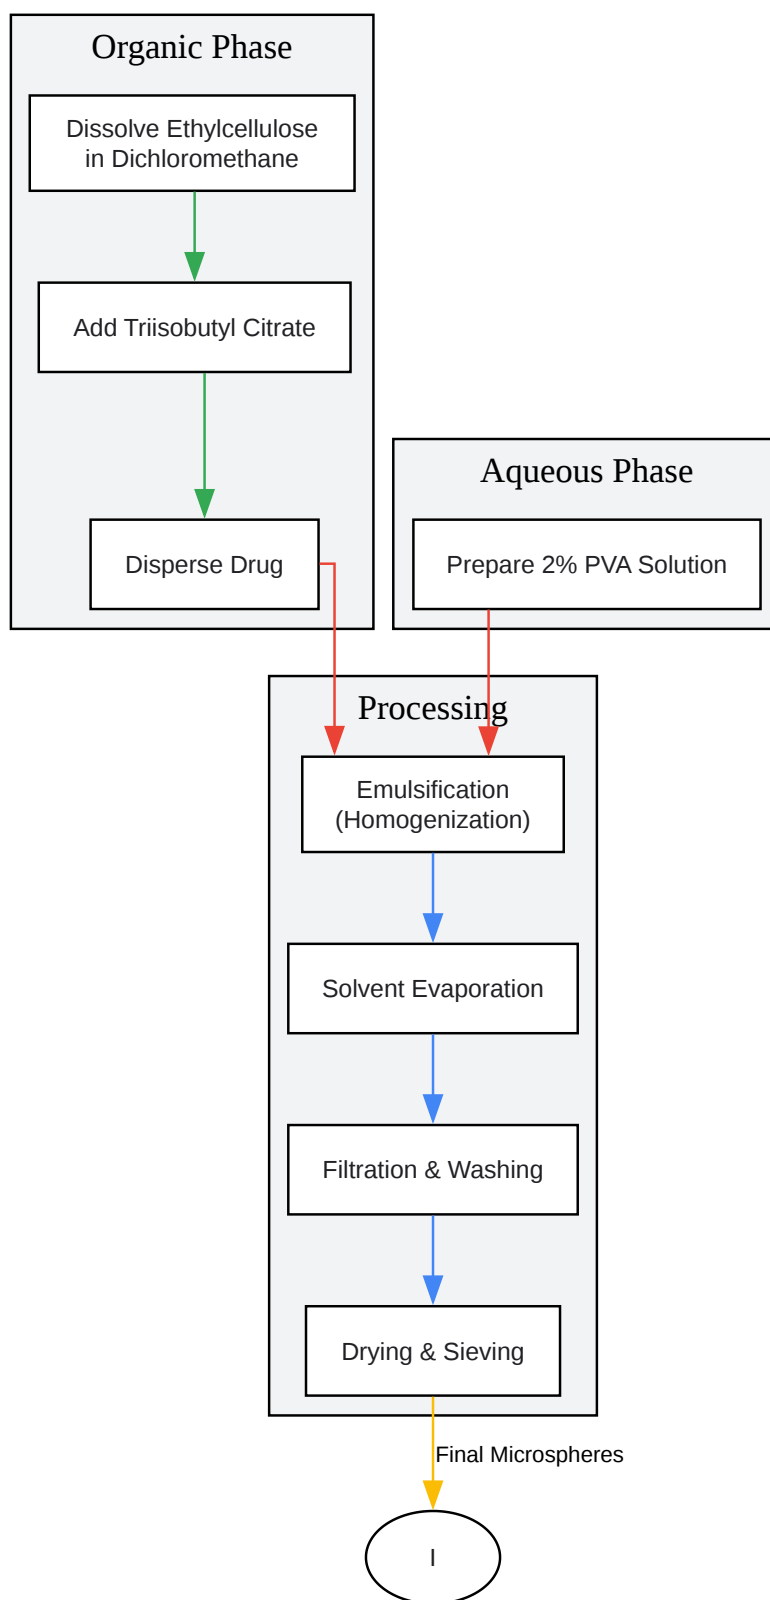 Organic Phase
Dissolve Ethylcellulose
in Dichloromethane
Add Triisobutyl Citrate
Disperse Drug
Aqueous Phase
Prepare 2% PVA Solution
Processing
Emulsification
(Homogenization)
Solvent Evaporation
Filtration & Washing
Drying & Sieving
Final Microspheres
I